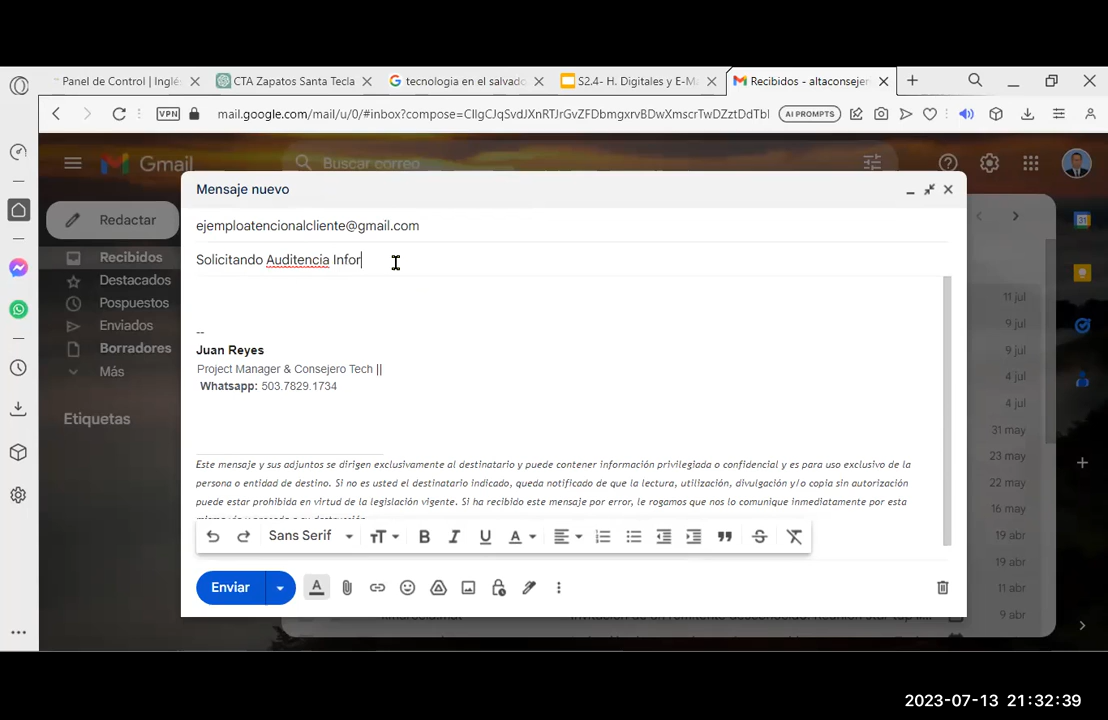 Panel de Control | Inglé
CTA Zapatos Santa Tecla
tecnologia en el salvado
S2.4- H. Digitales y E-Ma
Recibidos - altaconsejer
VPN
mail.google.com/mail/u/0/#inbox?compose=CllgCJqSvdJXnRTJrGvZFDbmgxrvBDwXmscrTwDZztDdTbl
AI PROMPTS
Gmail
Buscar correo
Redactar
Recibidos
Destacados
Pospuestos
Enviados
Borradores
Más
Etiquetas
Mensaje nuevo
ejemploatencionalcliente@gmail.com
Solicitando Auditencia Infor
--
Juan Reyes
Project Manager & Consejero Tech ||
Whatsapp: 503.7829.1734
Este mensaje y sus adjuntos se dirigen exclusivamente al destinatario y puede contener información privilegiada o confidencial y es para uso exclusivo de la
persona o entidad de destino. Si no es usted el destinatario indicado, queda notificado de que la lectura, utilización, divulgación y/o copia sin autorización
puede estar prohibida en virtud de la legislación vigente. Si ha recibido este mensaje por error, le rogamos que nos lo comunique inmediatamente por esta
Sans Serif
Enviar
11 jul
9 jul
9 jul
4 jul
4 jul
31 may
23 may
22 may
16 may
19 abr
19 abr
11 abr
9 abr
2023-07-13 21:32:39